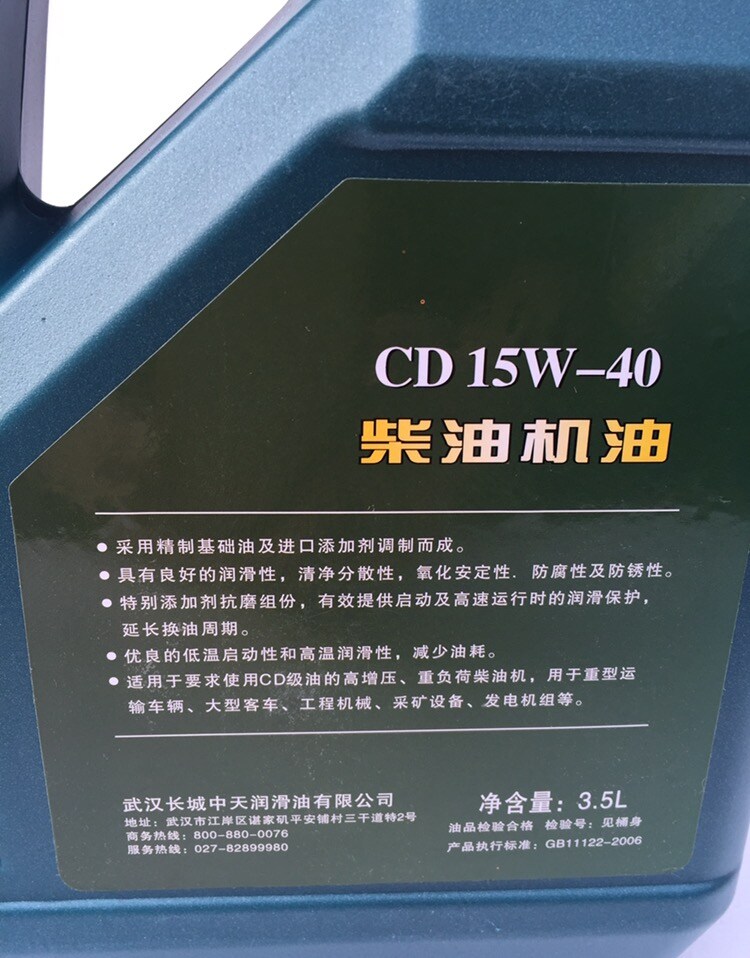 CD 15W-40
柴油机油
● 采用精制基础油及进口添加剂调制而成。
● 具有良好的润滑性，清净分散性，氧化安定性．防腐性及防锈性。
● 特别添加剂抗磨组份，有效提供启动及高速运行时的润滑保护，
延长换油周期。
● 优良的低温启动性和高温润滑性，减少油耗。
● 适用于要求使用CD级油的高增压、重负荷柴油机，用于重型运
输车辆、大型客车、工程机械、采矿设备、发电机组等。
武汉长城中天润滑油有限公司
地址：武汉市江岸区谌家矶平安铺村三干道特2号
商务热线：800-880-0076
服务热线：027-82899980
净含量：3.5L
油品检验合格 检验号：见桶身
产品执行标准：GB11122-2006